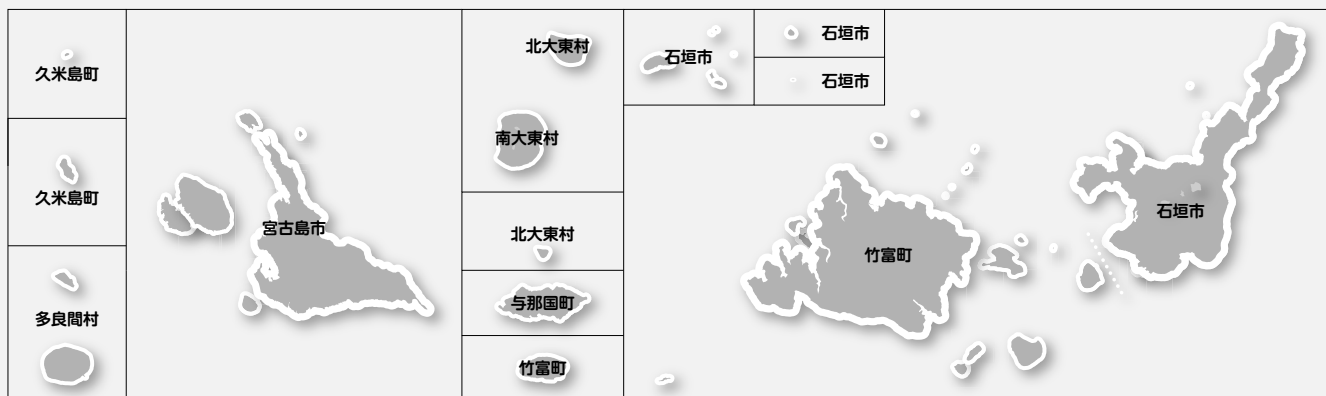 久米島町
久米島町
多良間村
宮古島市
北大東村
南大東村
北大東村
与那国町
竹富町
石垣市
石垣市
石垣市
竹富町
石垣市